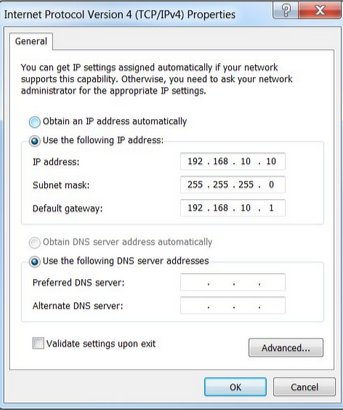 Internet Protocol Version 4 (TCP/IPv4) Properties
General
You can get IP settings assigned automatically if your network
supports this capability. Otherwise, you need to ask your network
administrator for the appropriate IP settings.
Obtain an IP address automatically
Use the following IP address:
IP address: 192 . 168 . 10 . 10
Subnet mask: 255 . 255 . 255 . 0
Default gateway: 192 . 168 . 10 . 1
Obtain DNS server address automatically
Use the following DNS server addresses
Preferred DNS server: . . .
Alternate DNS server: . . .
Validate settings upon exit
Advanced...
OK Cancel